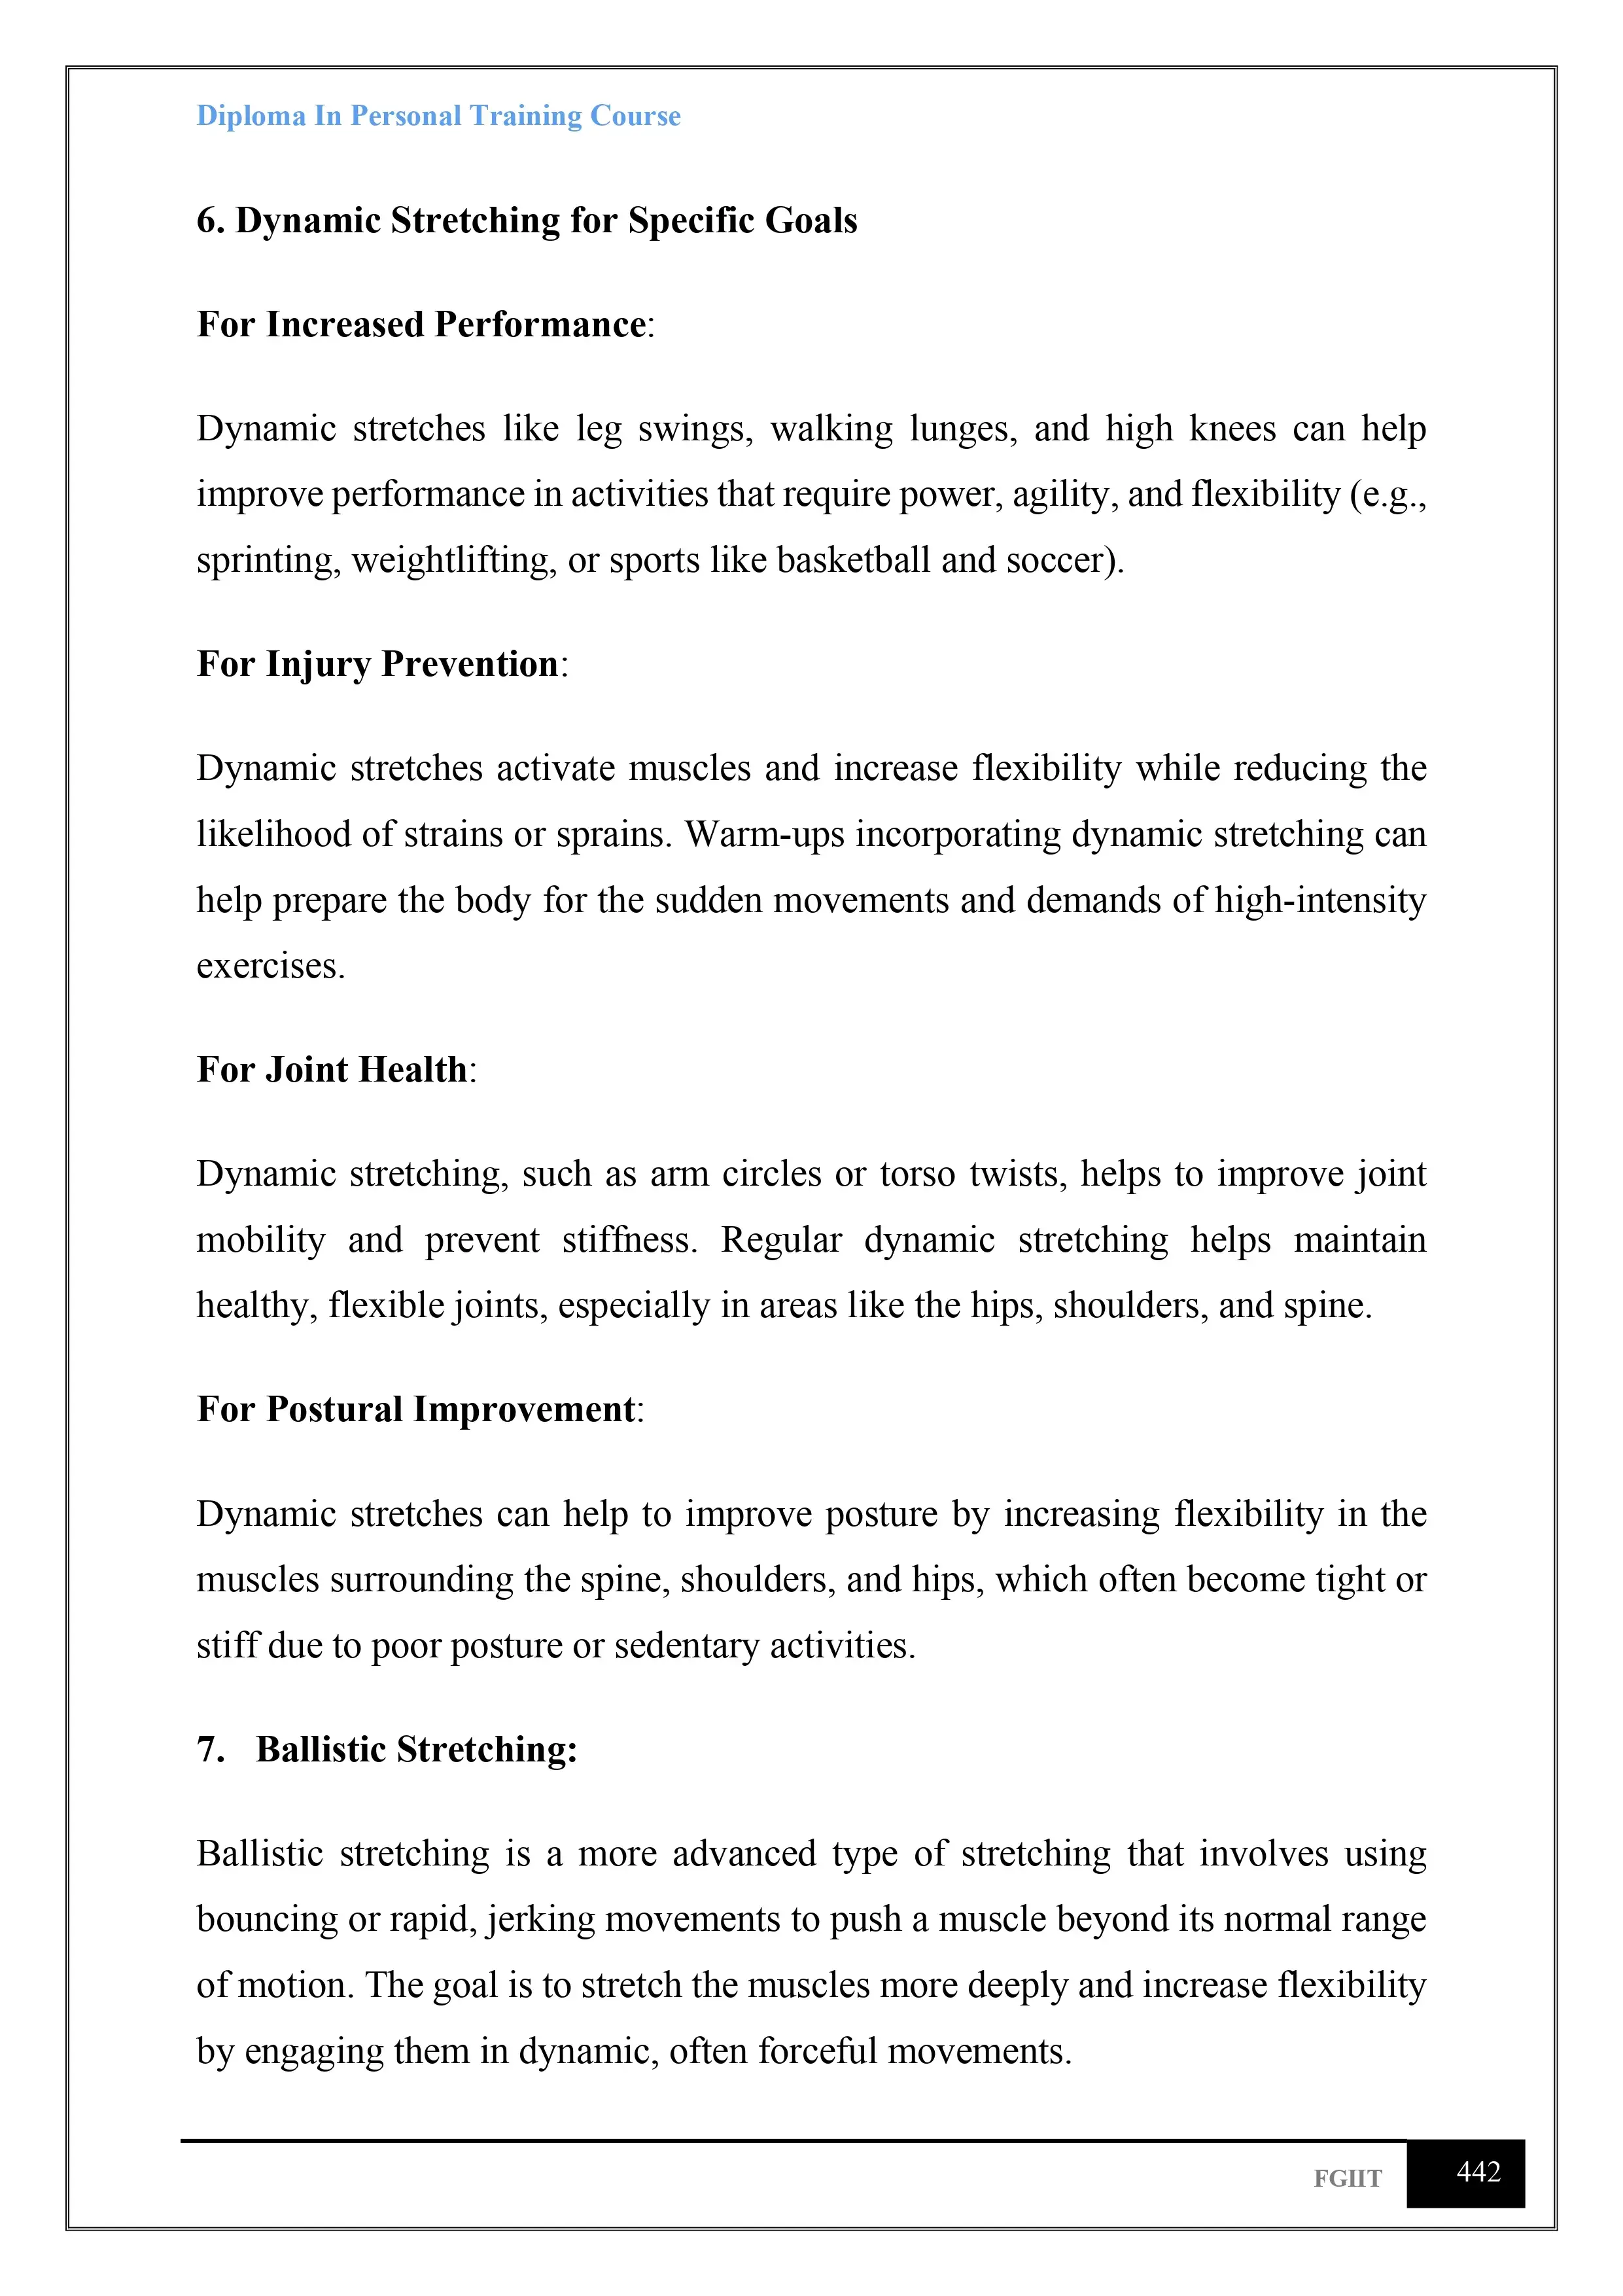 Diploma In Personal Training Course
6. Dynamic Stretching for Specific Goals
For Increased Performance:
Dynamic stretches like leg swings, walking lunges, and high knees can help
improve performance in activities that require power, agility, and flexibility (e.g.,
sprinting, weightlifting, or sports like basketball and soccer).
For Injury Prevention:
Dynamic stretches activate muscles and increase flexibility while reducing the
likelihood of strains or sprains. Warm-ups incorporating dynamic stretching can
help prepare the body for the sudden movements and demands of high-intensity
exercises.
For Joint Health:
Dynamic stretching, such as arm circles or torso twists, helps to improve joint
mobility and prevent stiffness. Regular dynamic stretching helps maintain
healthy, flexible joints, especially in areas like the hips, shoulders, and spine.
For Postural Improvement:
Dynamic stretches can help to improve posture by increasing flexibility in the
muscles surrounding the spine, shoulders, and hips, which often become tight or
stiff due to poor posture or sedentary activities.
7. Ballistic Stretching:
Ballistic stretching is a more advanced type of stretching that involves using
bouncing or rapid, jerking movements to push a muscle beyond its normal range
of motion. The goal is to stretch the muscles more deeply and increase flexibility
by engaging them in dynamic, often forceful movements.
FGIIT 442